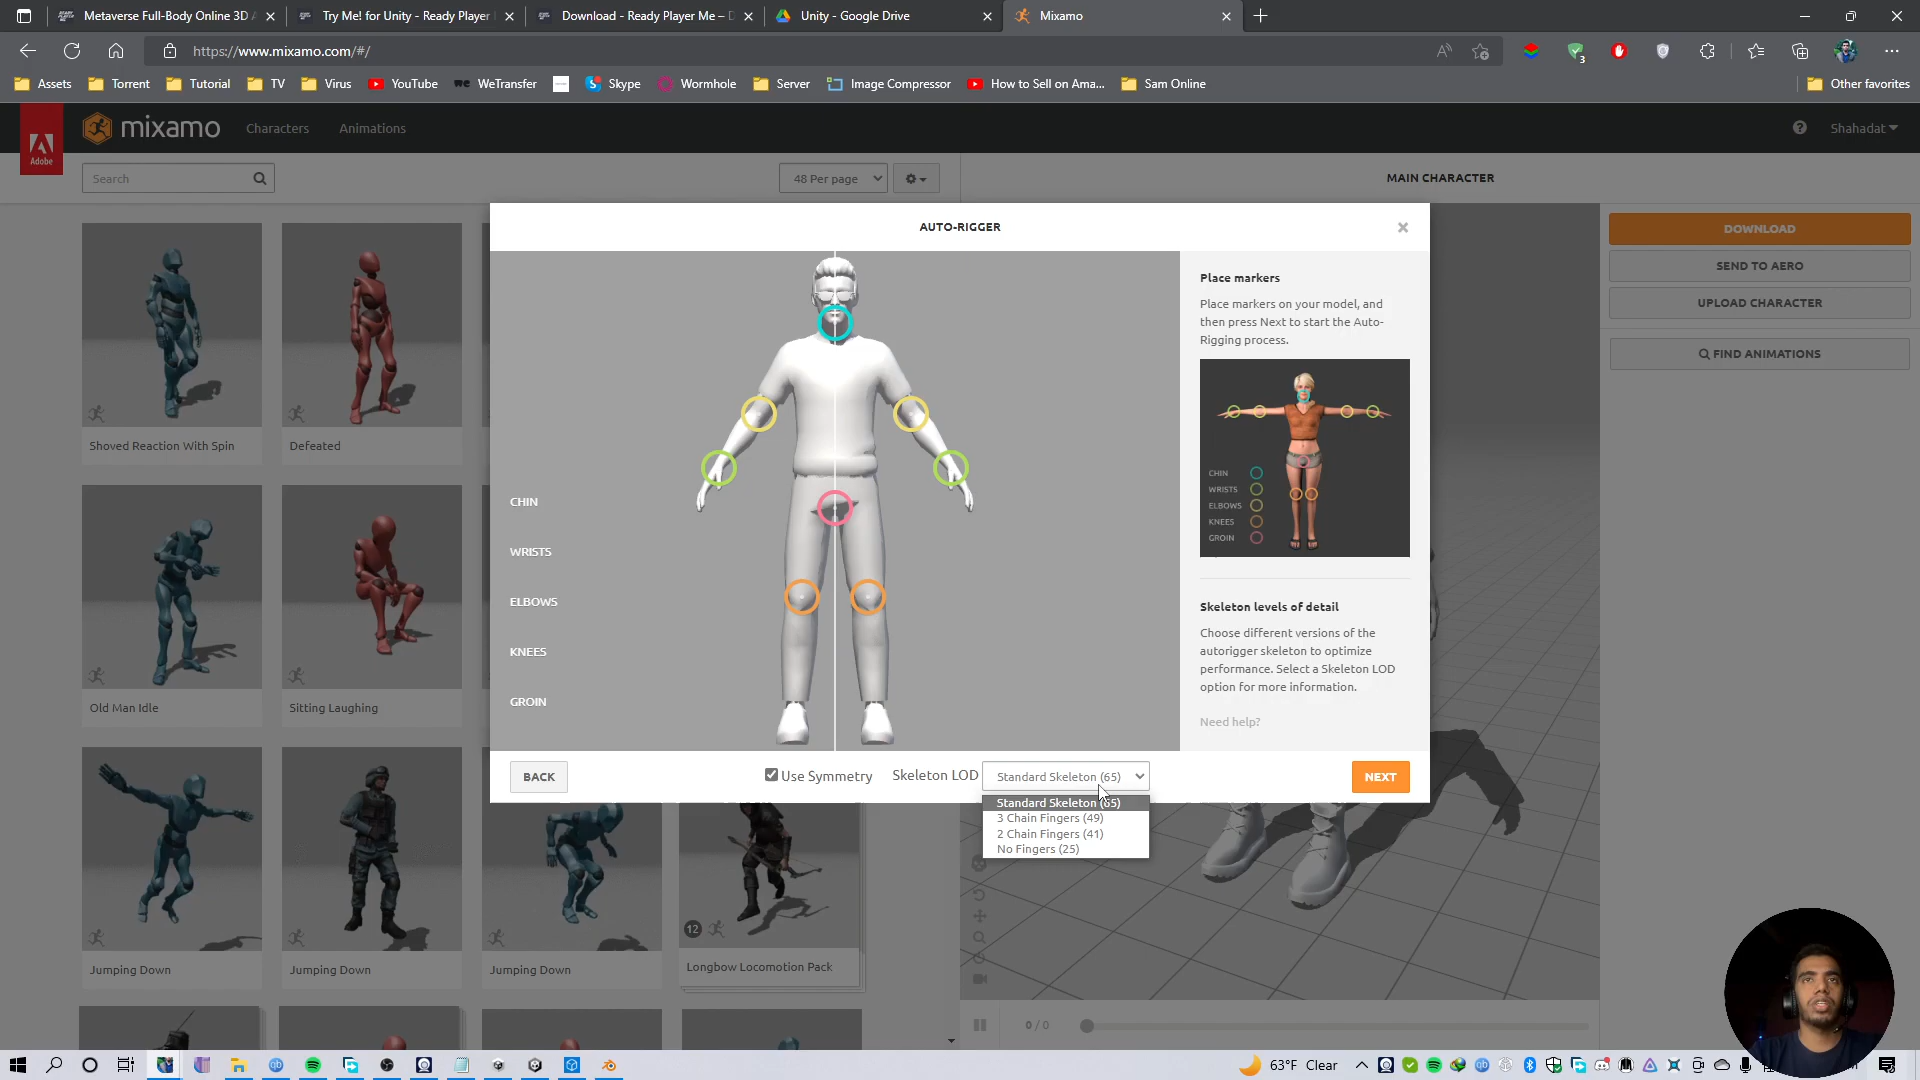 Metaverse Full-Body Online 3D A
Try Me! for Unity - Ready Player
Download - Ready Player Me – D
Unity - Google Drive
Mixamo
https://www.mixamo.com/#/
3
Assets
Torrent
Tutorial
TV
Virus
YouTube
WeTransfer
Skype
Wormhole
Server
Image Compressor
How to Sell on Ama...
Sam Online
Other favorites
Adobe
mixamo
Characters
Animations
Shahadat
Search
48 Per page
MAIN CHARACTER
DOWNLOAD
SEND TO AERO
UPLOAD CHARACTER
FIND ANIMATIONS
AUTO-RIGGER
Place markers
Place markers on your model, and
then press Next to start the Auto-
Rigging process.
CHIN
WRISTS
ELBOWS
KNEES
GROIN
CHIN
WRISTS
ELBOWS
KNEES
GROIN
Skeleton levels of detail
Choose different versions of the
autorigger skeleton to optimize
performance. Select a Skeleton LOD
option for more information.
Need help?
BACK
Use Symmetry
Skeleton LOD
Standard Skeleton (65)
NEXT
Standard Skeleton (65)
3 Chain Fingers (49)
2 Chain Fingers (41)
No Fingers (25)
Shoved Reaction With Spin
Defeated
Old Man Idle
Sitting Laughing
12
Jumping Down
Jumping Down
Jumping Down
Longbow Locomotion Pack
0 / 0
63°F Clear